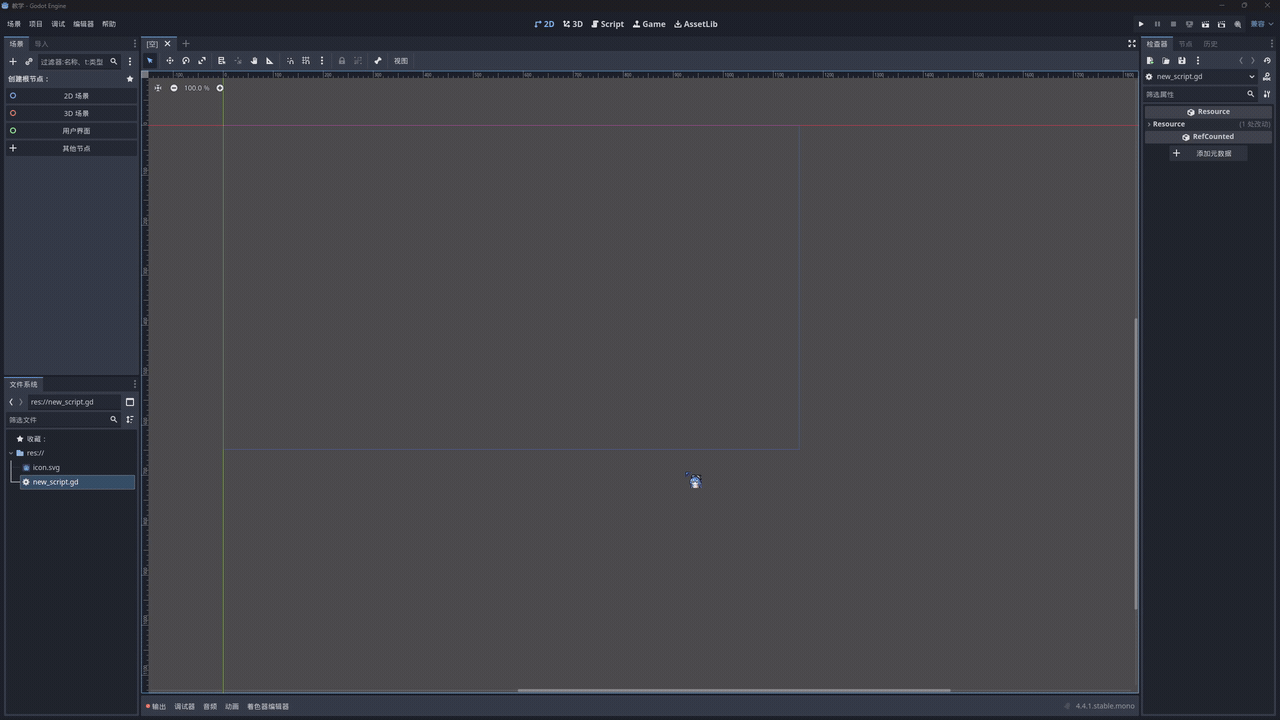 教学 - Godot Engine
场景 项目 调试 编辑器 帮助
2D 3D Script Game AssetLib
兼容
场景 导入
[空]
检查器 节点 历史
过滤器:名称、t:类型
视图
创建根节点：
new_script.gd
2D 场景
100.0 %
筛选属性
3D 场景
Resource
用户界面
Resource (1 处改动)
RefCounted
其他节点
添加元数据
文件系统
res://new_script.gd
筛选文件
收藏：
res://
icon.svg
new_script.gd
输出 调试器 音频 动画 着色器编辑器
4.4.1.stable.mono